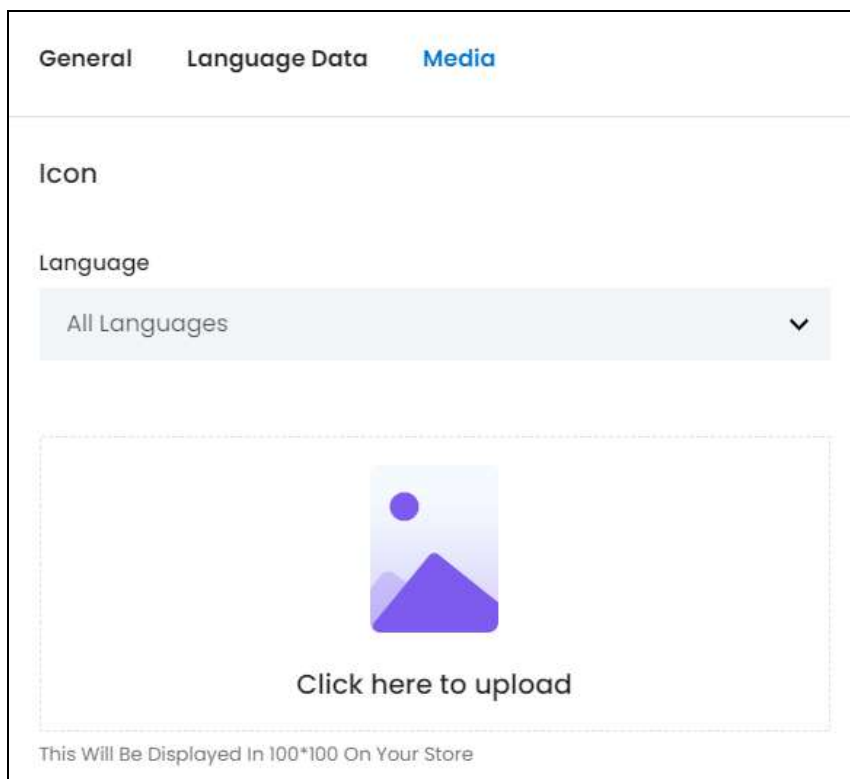 General Language Data Media
Icon
Language
All Languages
Click here to upload
This Will Be Displayed In 100*100 On Your Store